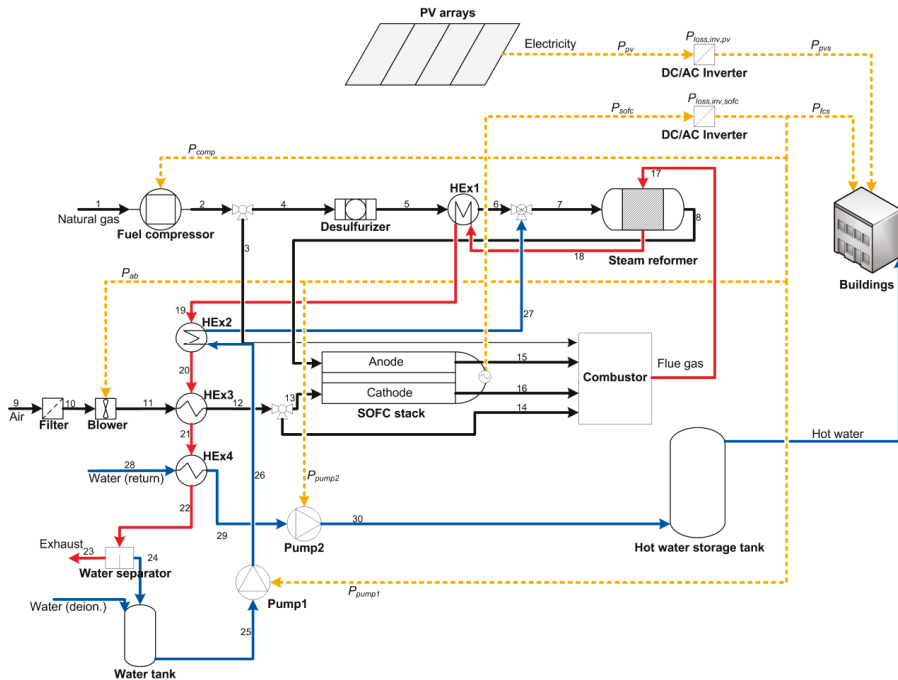 PV arrays
Electricity
P_pv
P_loss,inv,pv
P_pvs
DC/AC Inverter
P_sofc
P_loss,inv,sofc
P_fcs
DC/AC Inverter
P_comp
17
HEx1
1
2
4
5
6
7
8
Natural gas
Fuel compressor
Desulfurizer
3
18
Steam reformer
P_ab
Buildings
19
HEx2
27
20
Anode
15
Flue gas
Combustor
HEx3
Cathode
16
9
10
11
12
13
14
Air
Filter
Blower
SOFC stack
21
Hot water
HEx4
28
26
P_pump2
Water (return)
22
29
30
Pump2
Hot water storage tank
Exhaust
23
24
Water separator
P_pump1
Pump1
Water (deion.)
25
Water tank